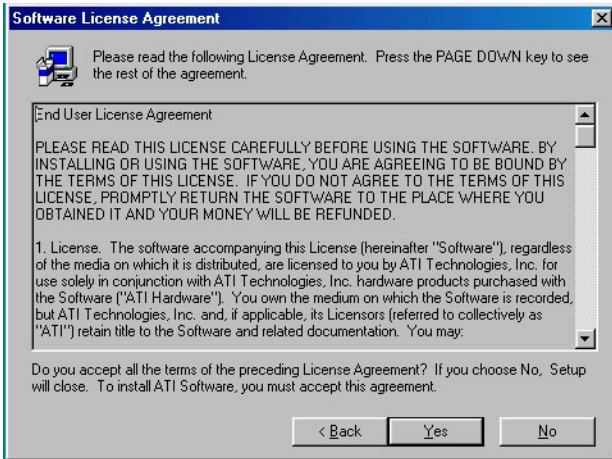 Software License Agreement
Please read the following License Agreement. Press the PAGE DOWN key to see
the rest of the agreement.
End User License Agreement
PLEASE READ THIS LICENSE CAREFULLY BEFORE USING THE SOFTWARE. BY
INSTALLING OR USING THE SOFTWARE, YOU ARE AGREEING TO BE BOUND BY
THE TERMS OF THIS LICENSE. IF YOU DO NOT AGREE TO THE TERMS OF THIS
LICENSE, PROMPTLY RETURN THE SOFTWARE TO THE PLACE WHERE YOU
OBTAINED IT AND YOUR MONEY WILL BE REFUNDED.
1. License. The software accompanying this License (hereinafter "Software"), regardless
of the media on which it is distributed, are licensed to you by ATI Technologies, Inc. for
use solely in conjunction with ATI Technologies, Inc. hardware products purchased with
the Software ("ATI Hardware"). You own the medium on which the Software is recorded,
but ATI Technologies, Inc. and, if applicable, its Licensors (referred to collectively as
"ATI") retain title to the Software and related documentation. You may:
Do you accept all the terms of the preceding License Agreement? If you choose No, Setup
will close. To install ATI Software, you must accept this agreement.
< Back Yes No